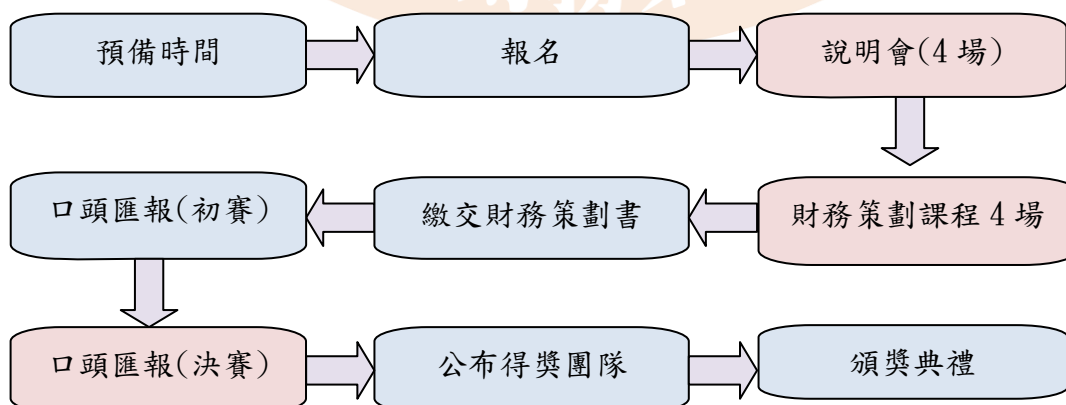 預備時間
報名
說明會(4 場)
財務策劃課程 4 場
繳交財務策劃書
口頭匯報(初賽)
口頭匯報(決賽)
公布得獎團隊
頒獎典禮